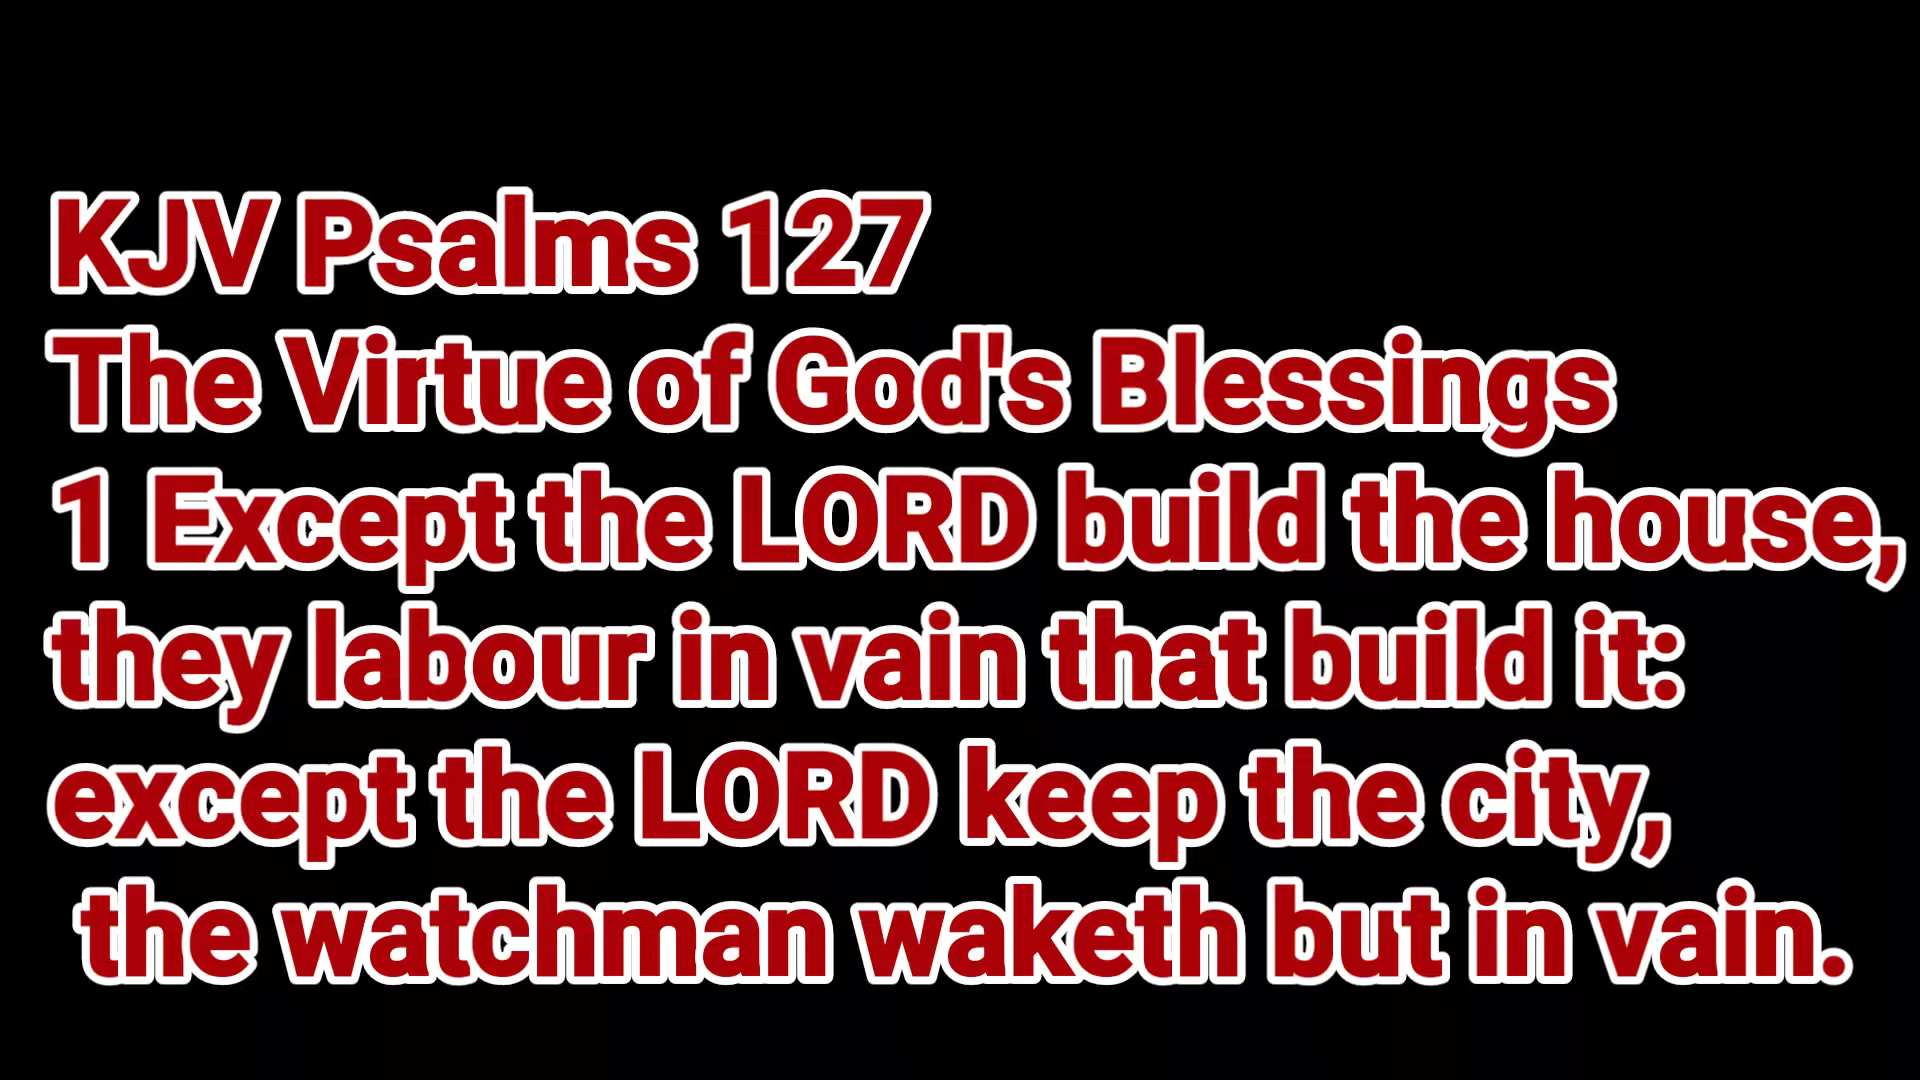 KJV Psalms 127
The Virtue of God's Blessings
1 Except the LORD build the house,
they labour in vain that build it:
except the LORD keep the city,
the watchman waketh but in vain.